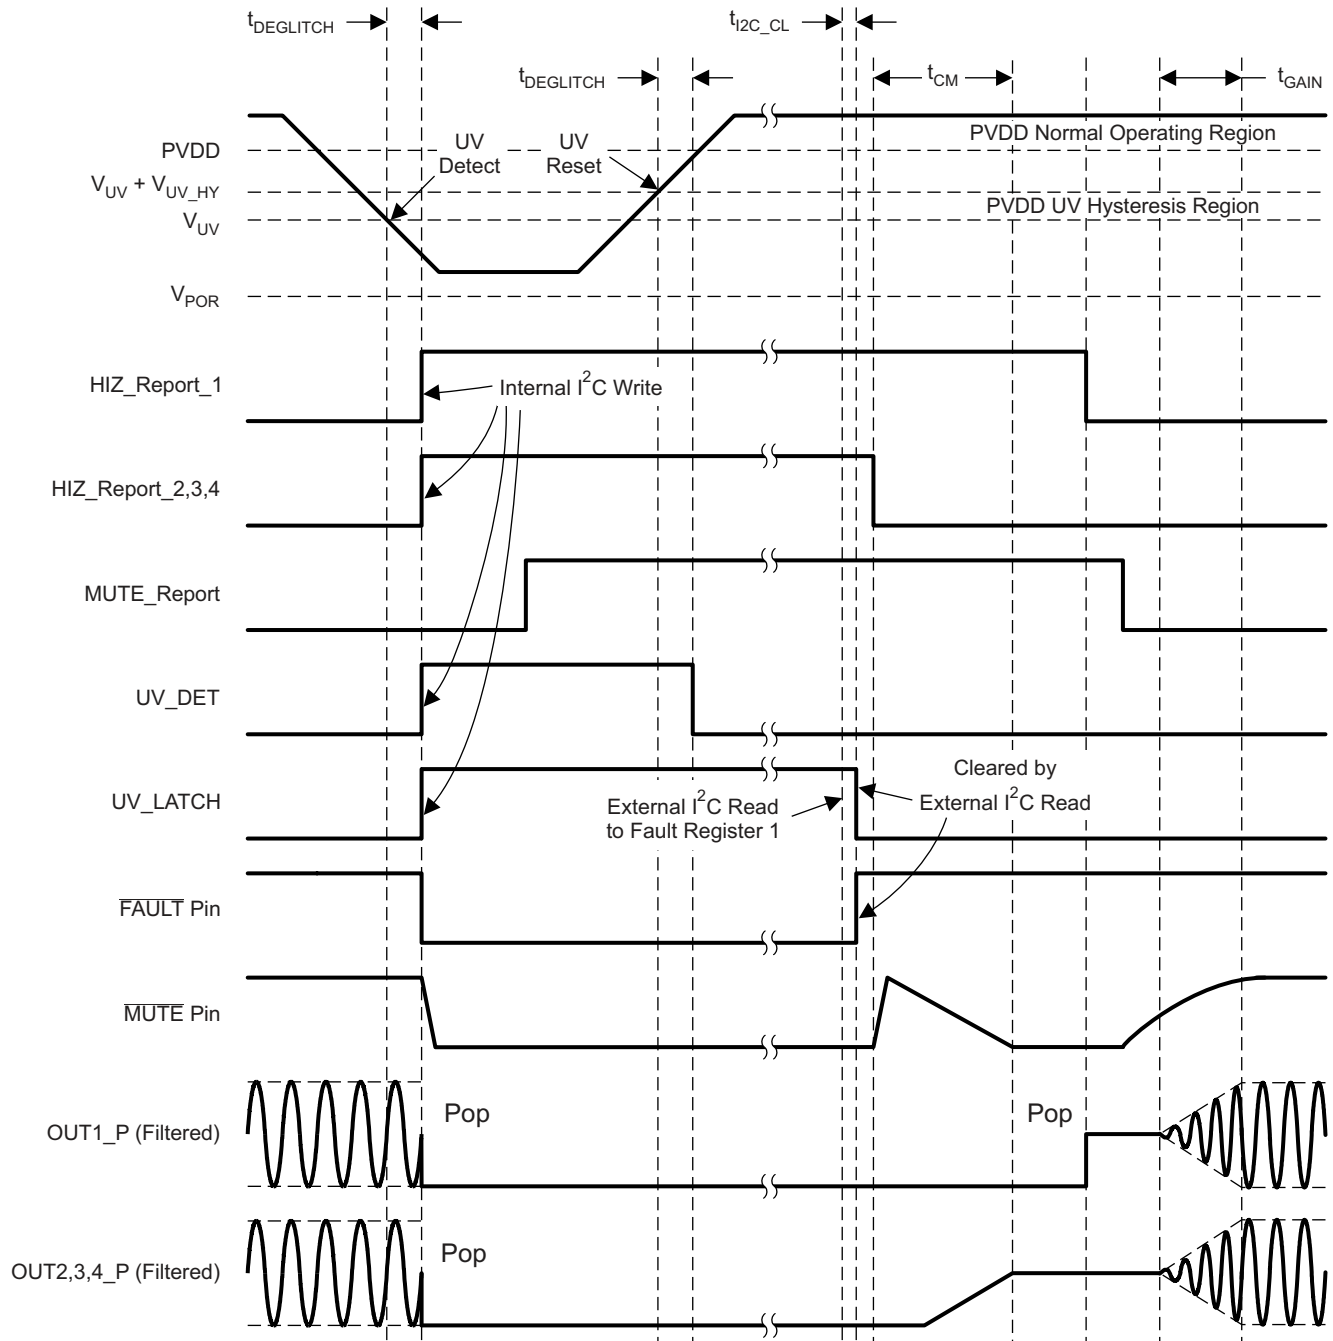 tDEGLITCH
tI2C_CL
tDEGLITCH
tCM
tGAIN
PVDD
UV
Detect
UV
Reset
PVDD Normal Operating Region
VUV + VUV_HY
VUV
PVDD UV Hysteresis Region
VPOR
HIZ_Report_1
Internal I2C Write
HIZ_Report_2,3,4
MUTE_Report
UV_DET
UV_LATCH
External I2C Read
to Fault Register 1
Cleared by
External I2C Read
FAULT Pin
MUTE Pin
OUT1_P (Filtered)
Pop
Pop
OUT2,3,4_P (Filtered)
Pop